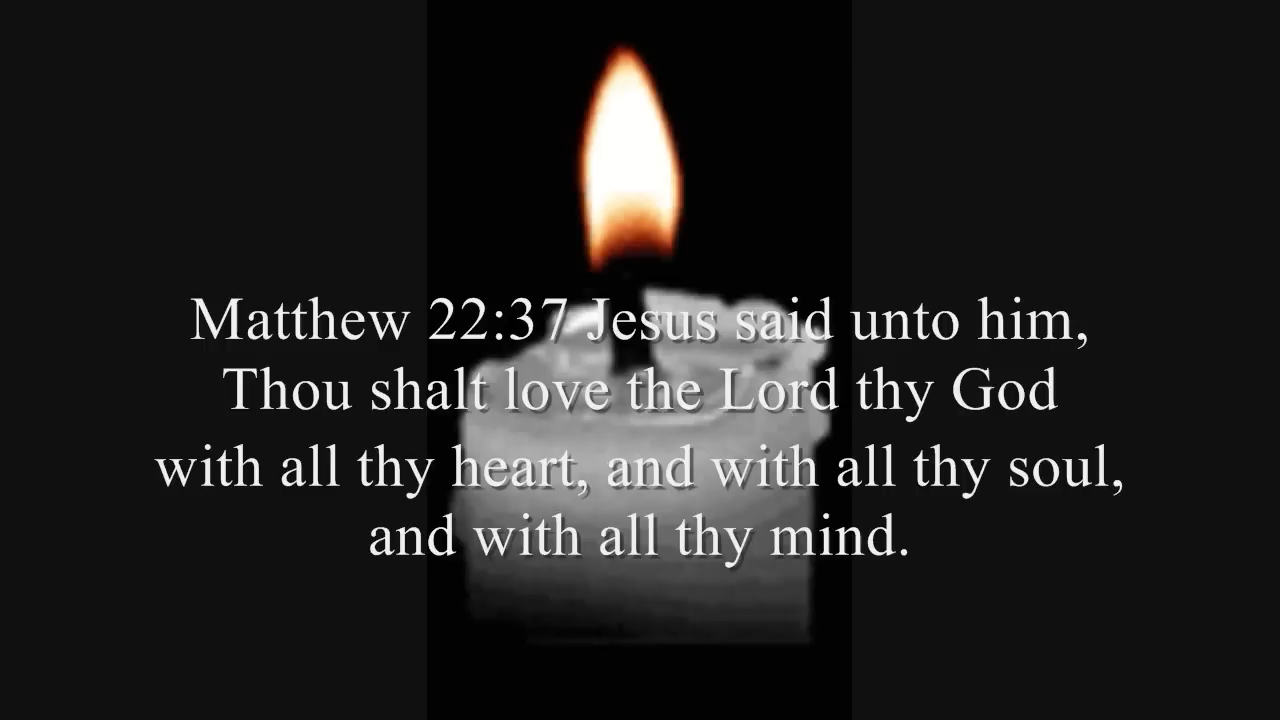 Matthew 22:37 Jesus said unto him,
Thou shalt love the Lord thy God
with all thy heart, and with all thy soul,
and with all thy mind.